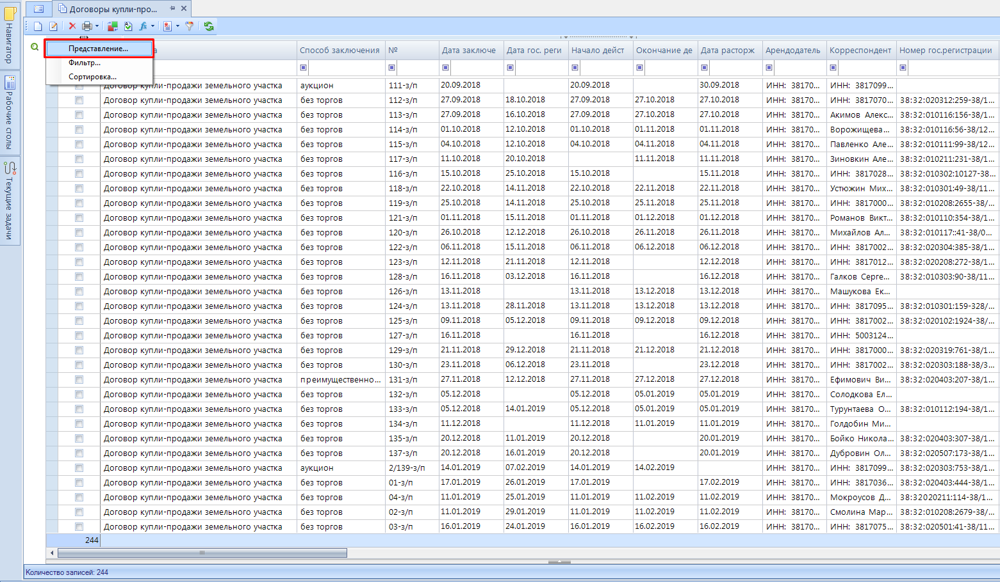 Договоры купли-про...
Навигатор
Рабочие столы
Текущие задачи
Представление...
Фильтр...
Сортировка...
а Способ заключения № Дата заключе Дата гос. реги Начало дейст Окончание де Дата расторж Арендодатель Корреспондент Номер гос.регистрации
Договор купли-продажи земельного участка аукцион 111-з/п 20.09.2018 20.09.2018 30.09.2018 ИНН: 38170... ИНН: 3817099...
Договор купли-продажи земельного участка без торгов 112-з/п 27.09.2018 18.10.2018 27.09.2018 27.10.2018 27.10.2018 ИНН: 38170... ИНН: 3817070... 38:32:020312:259-38/1...
Договор купли-продажи земельного участка без торгов 113-з/п 27.09.2018 16.10.2018 27.09.2018 27.10.2018 27.10.2018 ИНН: 38170... Акимов Алекс... 38:32:010116:156-38/1...
Договор купли-продажи земельного участка без торгов 114-з/п 01.10.2018 12.10.2018 01.10.2018 01.11.2018 01.11.2018 ИНН: 38170... Ворожищева... 38:32:010116:56-38/12...
Договор купли-продажи земельного участка без торгов 115-з/п 04.10.2018 12.10.2018 04.10.2018 04.11.2018 04.11.2018 ИНН: 38170... Павленко Але... 38:32:010111:99-38/12...
Договор купли-продажи земельного участка без торгов 117-з/п 11.10.2018 20.10.2018 11.11.2018 11.11.2018 ИНН: 38170... Зиновкин Але... 38:32:010211:231-38/1...
Договор купли-продажи земельного участка без торгов 116-з/п 15.10.2018 25.10.2018 15.10.2018 15.11.2018 ИНН: 38170... ИНН: 3817028... 38:32:010302:10127-38...
Договор купли-продажи земельного участка без торгов 118-з/п 22.10.2018 14.11.2018 22.10.2018 22.11.2018 22.11.2018 ИНН: 38170... Устюжин Мих... 38:32:010301:49-38/11...
Договор купли-продажи земельного участка без торгов 119-з/п 25.10.2018 14.11.2018 25.10.2018 25.11.2018 25.11.2018 ИНН: 38170... ИНН: 3817000... 38:32:010208:2655-38/...
Договор купли-продажи земельного участка без торгов 121-з/п 01.11.2018 15.11.2018 01.11.2018 01.12.2018 01.12.2018 ИНН: 38170... Романов Викт... 38:32:010110:354-38/1...
Договор купли-продажи земельного участка без торгов 120-з/п 26.10.2018 12.12.2018 26.10.2018 26.11.2018 26.11.2018 ИНН: 38170... Михайлов Ал... 38:32:010117::41-38/0...
Договор купли-продажи земельного участка без торгов 122-з/п 06.11.2018 15.11.2018 06.11.2018 06.12.2018 06.12.2018 ИНН: 38170... ИНН: 3817002... 38:32:020304:385-38/1...
Договор купли-продажи земельного участка без торгов 123-з/п 12.11.2018 21.11.2018 12.11.2018 12.12.2018 ИНН: 38170... ИНН: 3817012... 38:32:020208:272-38/1...
Договор купли-продажи земельного участка без торгов 128-з/п 16.11.2018 03.12.2018 16.11.2018 16.12.2018 ИНН: 38170... Галков Серге... 38:32:010303:90-38/11...
Договор купли-продажи земельного участка без торгов 126-з/п 13.11.2018 13.11.2018 13.12.2018 13.12.2018 ИНН: 38170... Машукова Ек...
Договор купли-продажи земельного участка без торгов 124-з/п 13.11.2018 28.11.2018 13.11.2018 13.12.2018 13.12.2018 ИНН: 38170... ИНН: 3817095... 38:32:010301:159-328/...
Договор купли-продажи земельного участка без торгов 125-з/п 09.11.2018 05.12.2018 09.11.2018 09.12.2018 09.12.2018 ИНН: 38170... ИНН: 3817002... 38:32:020102:1924-38/...
Договор купли-продажи земельного участка без торгов 127-з/п 16.11.2018 16.11.2018 16.12.2018 ИНН: 38170... ИНН: 5003124...
Договор купли-продажи земельного участка без торгов 129-з/п 21.11.2018 29.12.2018 21.11.2018 21.12.2018 21.12.2018 ИНН: 38170... ИНН: 3817000... 38:32:020319:761-38/1...
Договор купли-продажи земельного участка без торгов 130-з/п 23.11.2018 06.12.2018 23.11.2018 23.12.2018 ИНН: 38170... ИНН: 3817002... 38:32:020303:188-38/3...
Договор купли-продажи земельного участка преимущественно... 131-з/п 27.11.2018 12.12.2018 27.11.2018 27.12.2018 27.12.2018 ИНН: 38170... Ефимович Ви... 38:32:020403:207-38/1...
Договор купли-продажи земельного участка без торгов 132-з/п 05.12.2018 05.12.2018 05.01.2019 05.01.2019 ИНН: 38170... Солодкова Ел...
Договор купли-продажи земельного участка без торгов 133-з/п 05.12.2018 14.01.2019 05.12.2018 05.01.2019 05.01.2019 ИНН: 38170... Турунтаева О... 38:32:010112:194-38/1...
Договор купли-продажи земельного участка без торгов 134-з/п 11.12.2018 11.12.2018 11.01.2019 11.01.2019 ИНН: 38170... Голдобин Ми...
Договор купли-продажи земельного участка без торгов 135-з/п 20.12.2018 11.01.2019 20.12.2018 20.01.2019 ИНН: 38170... Бойко Никола... 38:32:020403:307-38/1...
Договор купли-продажи земельного участка без торгов 137-з/п 20.12.2018 16.01.2019 20.12.2018 20.01.2019 ИНН: 38170... Дубровин Ол... 38:32:020507:173-38/1...
Договор купли-продажи земельного участка аукцион 2/139-з/п 14.01.2019 07.02.2019 14.01.2019 14.02.2019 ИНН: 38170... ИНН: 3817099... 38:32:020303:753-38/1...
Договор купли-продажи земельного участка без торгов 01-з/п 17.01.2019 26.01.2019 17.01.2019 17.02.2019 ИНН: 38170... ИНН: 3817036... 38:32:020403:444-38/1...
Договор купли-продажи земельного участка без торгов 04-з/п 11.01.2019 25.01.2019 11.01.2019 11.02.2019 11.02.2019 ИНН: 38170... Мокроусов Д... 38:32020211:114-38/1...
Договор купли-продажи земельного участка без торгов 02-з/п 11.01.2019 29.01.2019 11.01.2019 11.02.2019 11.02.2019 ИНН: 38170... Смолина Мар... 38:32:010208:2679-38/...
Договор купли-продажи земельного участка без торгов 03-з/п 16.01.2019 24.01.2019 16.01.2019 16.02.2019 16.02.2019 ИНН: 38170... ИНН: 3817075... 38:32:020501:41-38/11...
244
Количество записей: 244